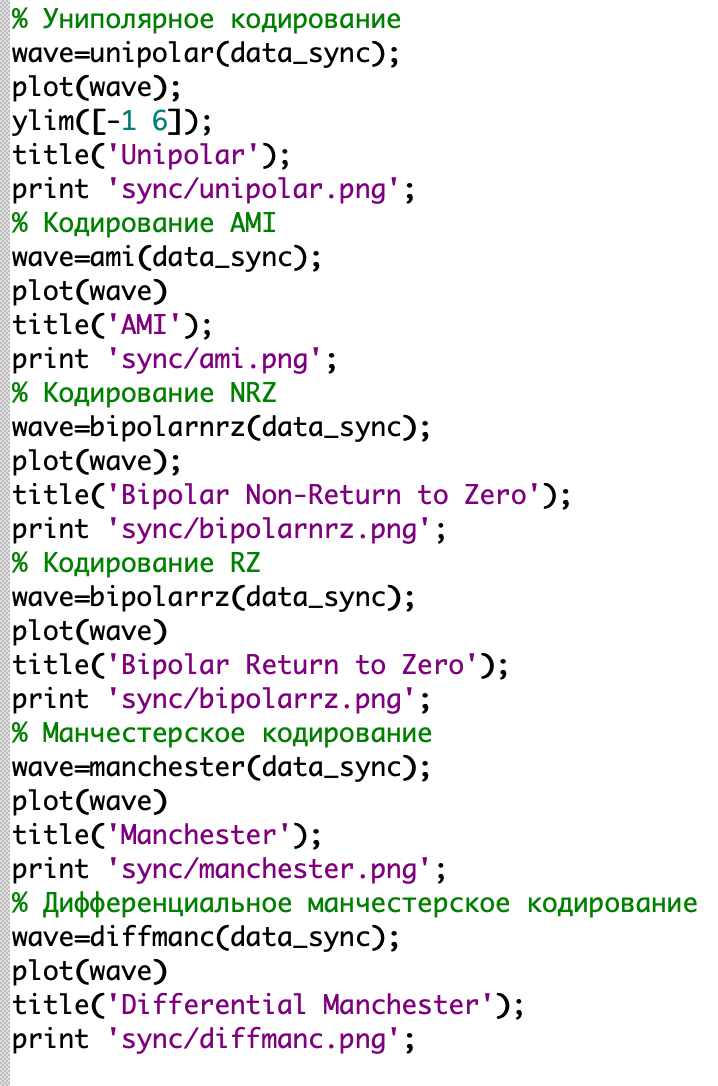 % Униполярное кодирование
wave=unipolar(data_sync);
plot(wave);
ylim([-1 6]);
title('Unipolar');
print 'sync/unipolar.png';
% Кодирование AMI
wave=ami(data_sync);
plot(wave)
title('AMI');
print 'sync/ami.png';
% Кодирование NRZ
wave=bipolarnrz(data_sync);
plot(wave);
title('Bipolar Non-Return to Zero');
print 'sync/bipolarnrz.png';
% Кодирование RZ
wave=bipolarrz(data_sync);
plot(wave)
title('Bipolar Return to Zero');
print 'sync/bipolarrz.png';
% Манчестерское кодирование
wave=manchester(data_sync);
plot(wave)
title('Manchester');
print 'sync/manchester.png';
% Дифференциальное манчестерское кодирование
wave=diffmanc(data_sync);
plot(wave)
title('Differential Manchester');
print 'sync/diffmanc.png';